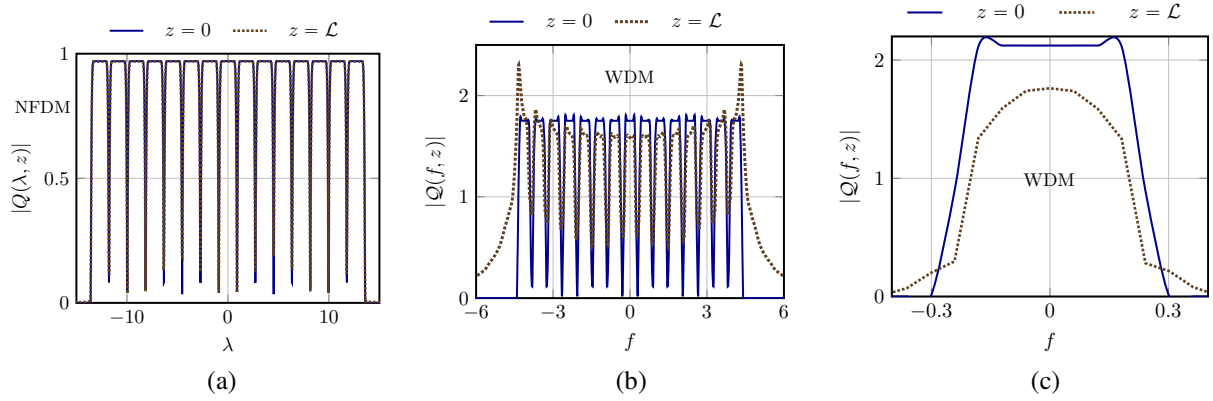 z = 0 z = ℒ
1
0.5
0
NFDM
|Q(λ, z)|
−10 0 10
λ
(a)
z = 0 z = ℒ
2
1
0
WDM
|𝒬(f, z)|
−6 −3 0 3 6
f
(b)
z = 0 z = ℒ
2
1
0
WDM
|𝒬(f, z)|
−0.3 0 0.3
f
(c)